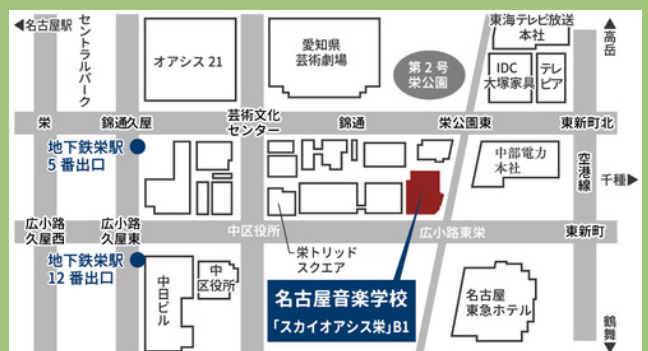 ◀名古屋駅
セントラルパーク
オアシス21
愛知県
芸術劇場
第2号
栄公園
東海テレビ放送
本社
IDC
大塚家具
テレ
ピア
▲高岳
栄
錦通久屋
芸術文化
センター
錦通
栄公園東
東新町北
地下鉄栄駅
5番出口
中部電力
本社
空港線
千種▶
広小路
久屋西
広小路
久屋東
中区役所
広小路東栄
東新町
地下鉄栄駅
12番出口
中日ビル
中
区役所
栄トリッド
スクエア
名古屋音楽学校
「スカイオアシス栄」B1
名古屋
東急ホテル
鶴舞▼